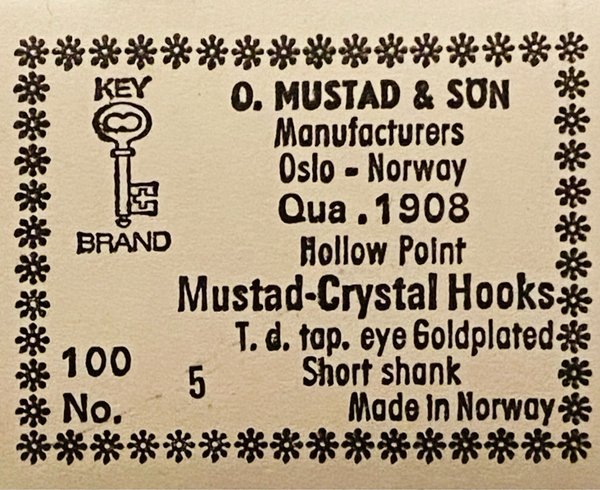 KEY
BRAND
O. MUSTAD & SÖN
Manufacturers
Oslo - Norway
Qua. 1908
Hollow Point
Mustad-Crystal Hooks
T. d. tap. eye Goldplated
Short shank
Made in Norway
100
No. 5